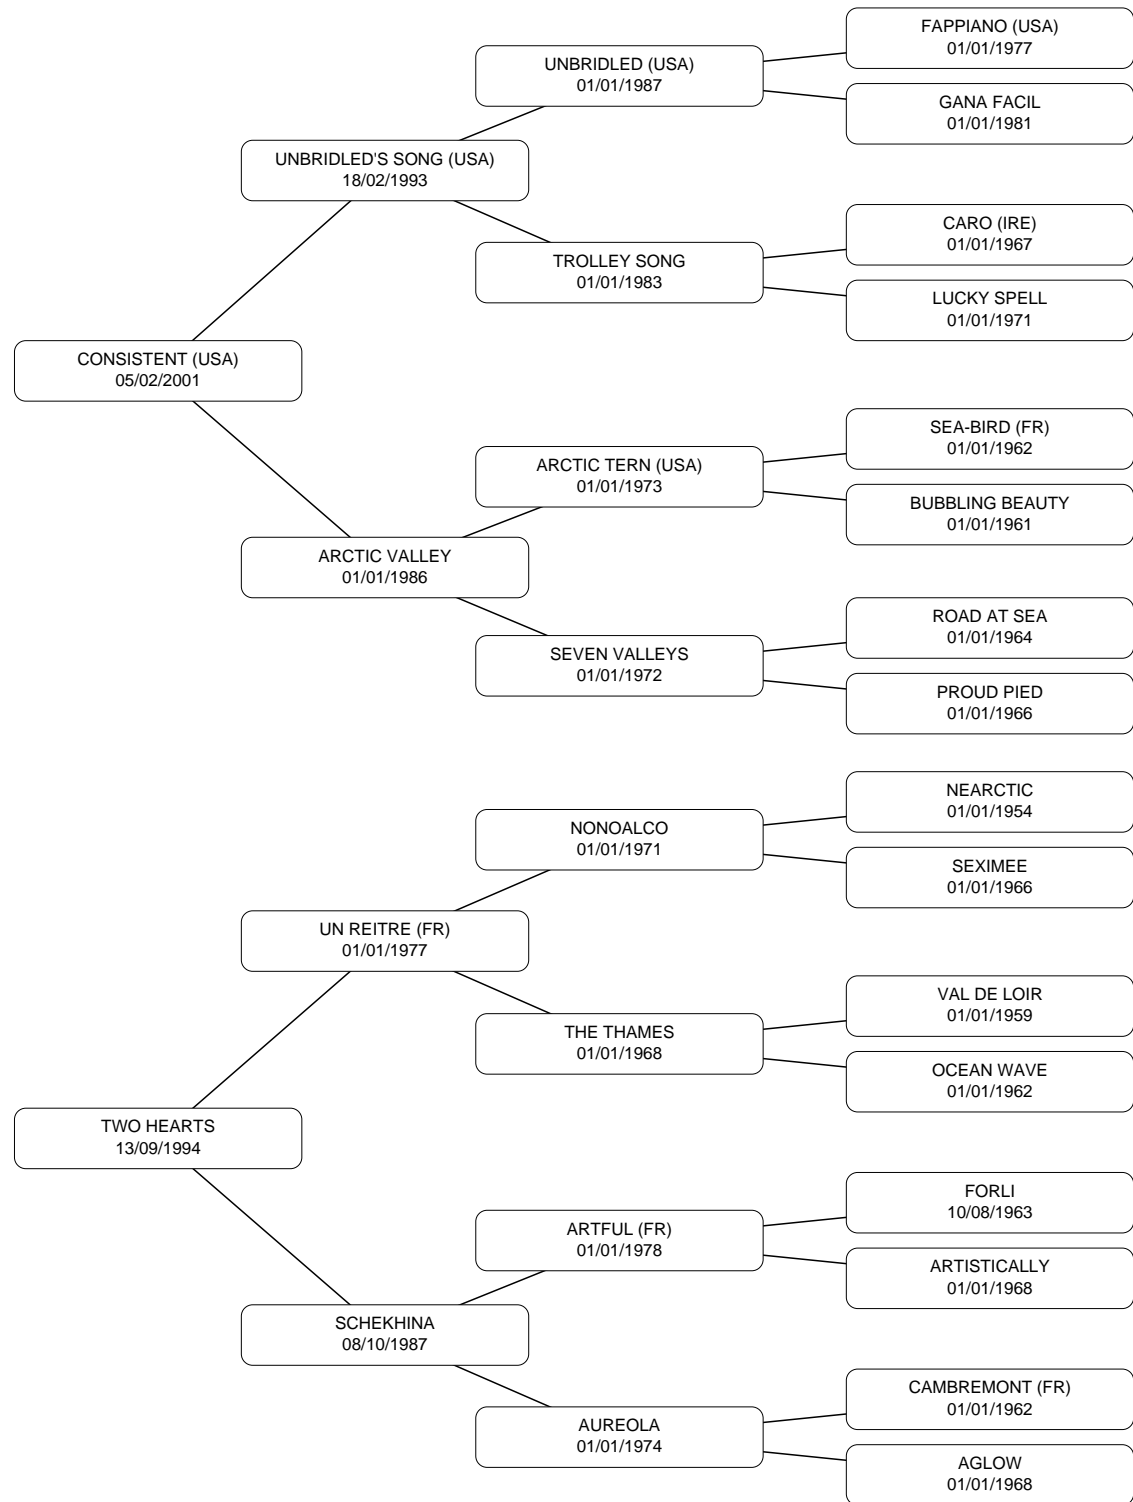 FAPPIANO (USA)
01/01/1977
UNBRIDLED (USA)
01/01/1987
GANA FACIL
01/01/1981
UNBRIDLED'S SONG (USA)
18/02/1993
CARO (IRE)
01/01/1967
TROLLEY SONG
01/01/1983
LUCKY SPELL
01/01/1971
CONSISTENT (USA)
05/02/2001
SEA-BIRD (FR)
01/01/1962
ARCTIC TERN (USA)
01/01/1973
BUBBLING BEAUTY
01/01/1961
ARCTIC VALLEY
01/01/1986
ROAD AT SEA
01/01/1964
SEVEN VALLEYS
01/01/1972
PROUD PIED
01/01/1966
NEARCTIC
01/01/1954
NONOALCO
01/01/1971
SEXIMEE
01/01/1966
UN REITRE (FR)
01/01/1977
VAL DE LOIR
01/01/1959
THE THAMES
01/01/1968
OCEAN WAVE
01/01/1962
TWO HEARTS
13/09/1994
FORLI
10/08/1963
ARTFUL (FR)
01/01/1978
ARTISTICALLY
01/01/1968
SCHEKHINA
08/10/1987
CAMBREMONT (FR)
01/01/1962
AUREOLA
01/01/1974
AGLOW
01/01/1968